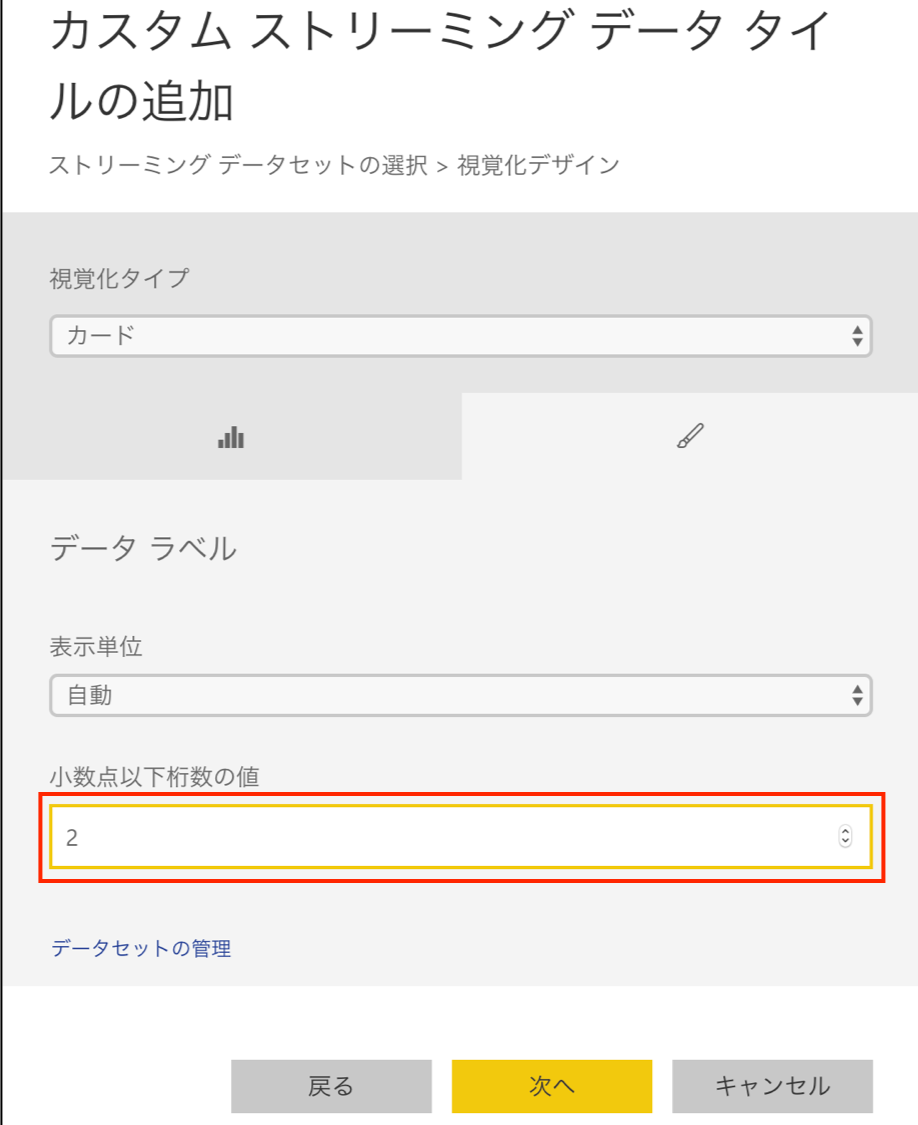 カスタム ストリーミング データ タイ
ルの追加
ストリーミング データセットの選択 > 視覚化デザイン
視覚化タイプ
カード
データ ラベル
表示単位
自動
小数点以下桁数の値
2
データセットの管理
戻る 次へ キャンセル